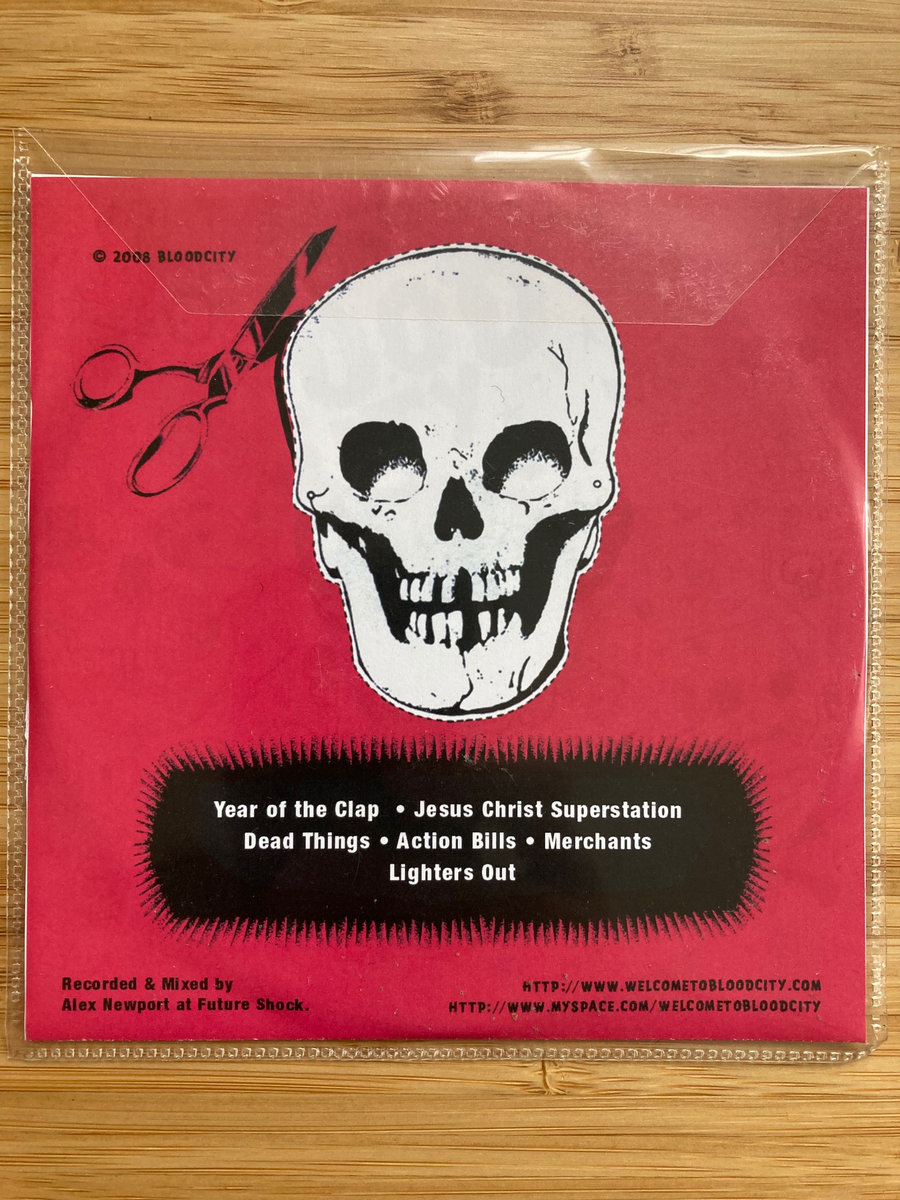 © 2008 BLOODCITY
Year of the Clap • Jesus Christ Superstation
Dead Things • Action Bills • Merchants
Lighters Out
Recorded & Mixed by
Alex Newport at Future Shock.
HTTP://WWW.WELCOMETOBLOODCITY.COM
HTTP://WWW.MYSPACE.COM/WELCOMETOBLOODCITY